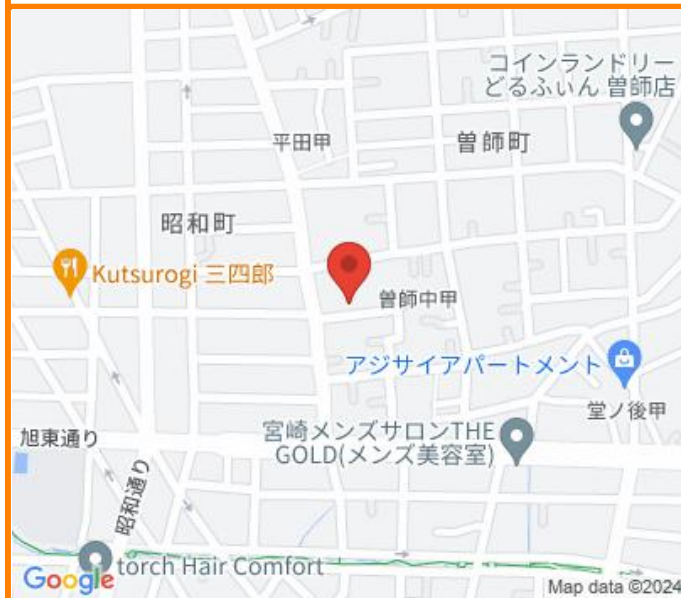 コインランドリー
どるふぃん 曽師店
平田甲
曽師町
昭和町
Kutsurogi 三四郎
曽師中甲
アジサイアパートメント
堂ノ後甲
宮崎メンズサロンTHE
GOLD(メンズ美容室)
旭東通り
昭和通り
torch Hair Comfort
Google
Map data ©2024